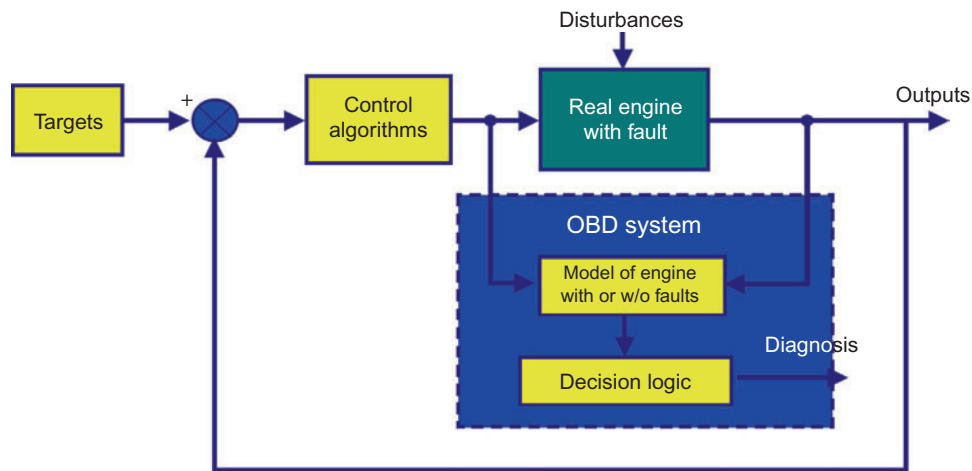 Disturbances
Targets
+
Control
algorithms
Real engine
with fault
Outputs
OBD system
Model of engine
with or w/o faults
Diagnosis
Decision logic